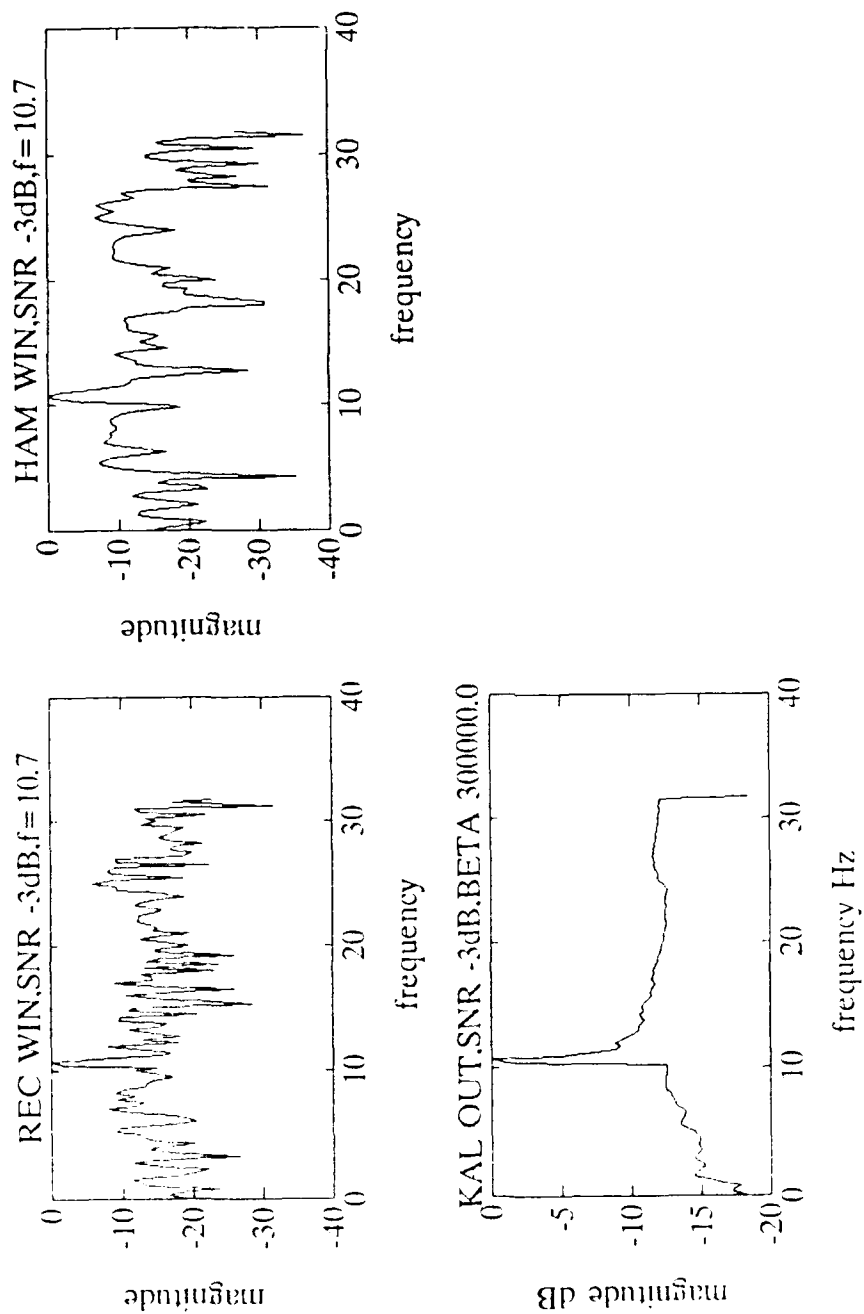 REC WIN.SNR -3dB.f=10.7
0
-10
-20
-30
-40
magnitude
0 10 20 30 40
frequency
HAM WIN,SNR -3dB,f=10.7
0
-10
-20
-30
-40
magnitude
0 10 20 30 40
frequency
KAL OUT.SNR -3dB.BETA 300000.0
0
-5
-10
-15
-20
magnitude dB
0 10 20 30 40
frequency Hz